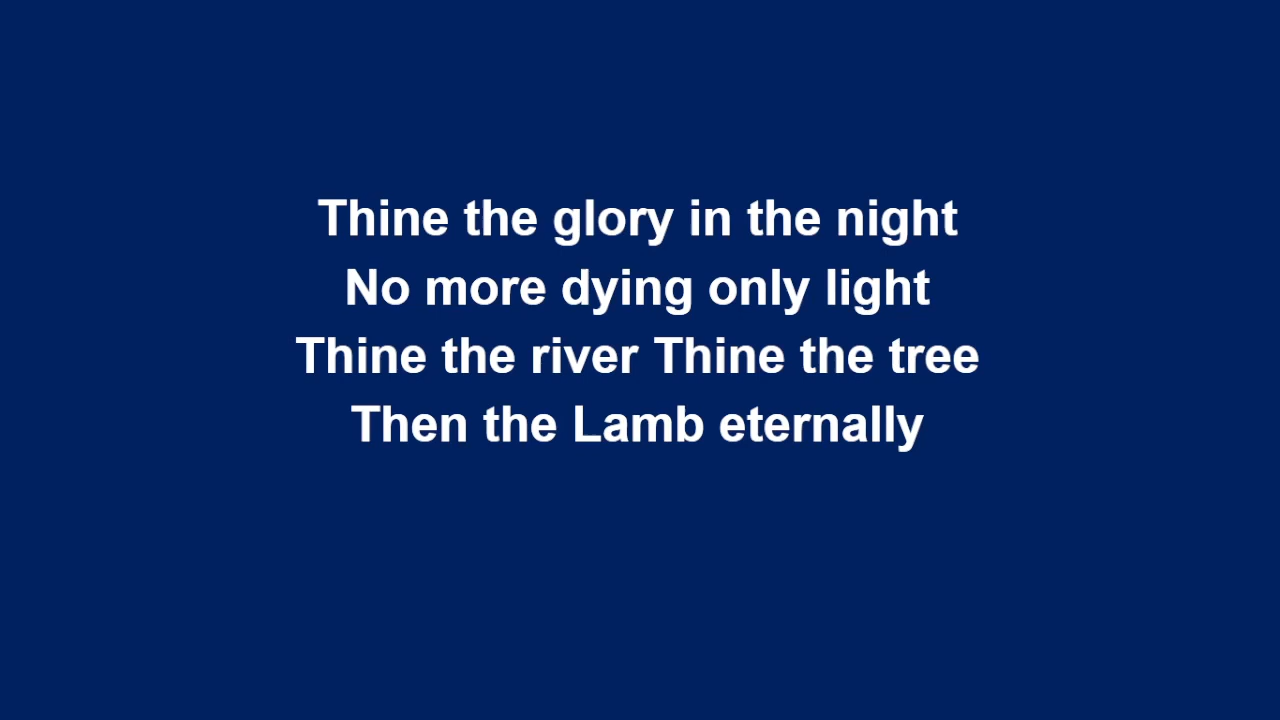 Thine the glory in the night
No more dying only light
Thine the river Thine the tree
Then the Lamb eternally